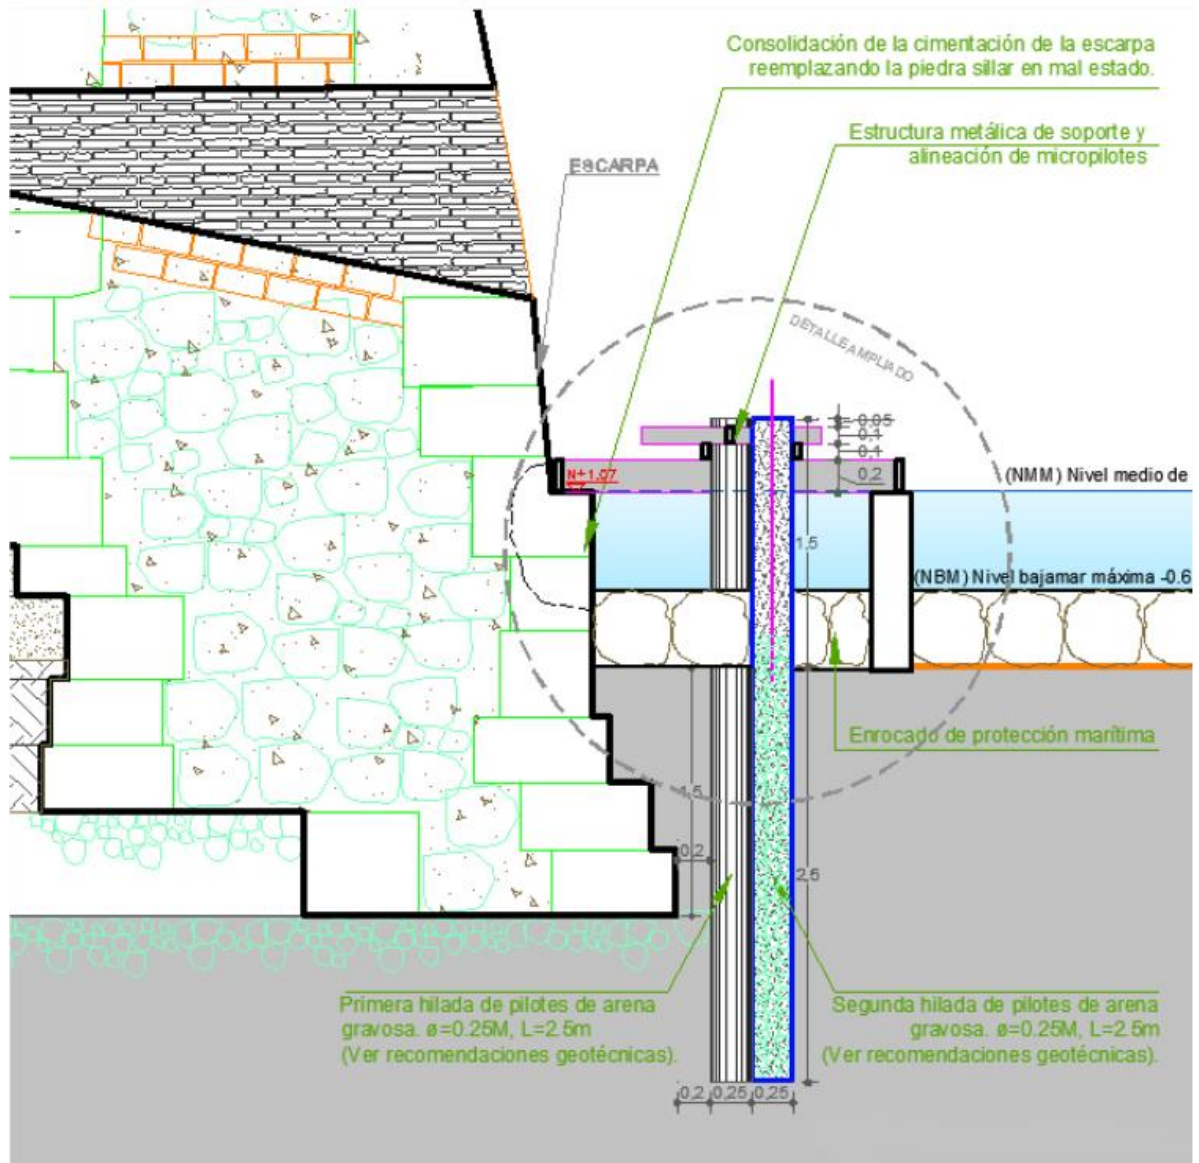 Consolidación de la cimentación de la escarpa
reemplazando la piedra sillar en mal estado.
Estructura metálica de soporte y
alineación de micropilotes
ESCARPA
DETALLE AMPLIADO
0.05
0.1
0.1
0,2
N+1.07
(NMM) Nivel medio de
1.5
(NBM) Nivel bajamar máxima -0.6
Enrocado de protección marítima
1.5
0.2
2.5
Primera hilada de pilotes de arena
gravosa. ø=0.25M, L=2.5m
(Ver recomendaciones geotécnicas).
Segunda hilada de pilotes de arena
gravosa. ø=0.25M, L=2.5m
(Ver recomendaciones geotécnicas).
0,2 0,25 0,25